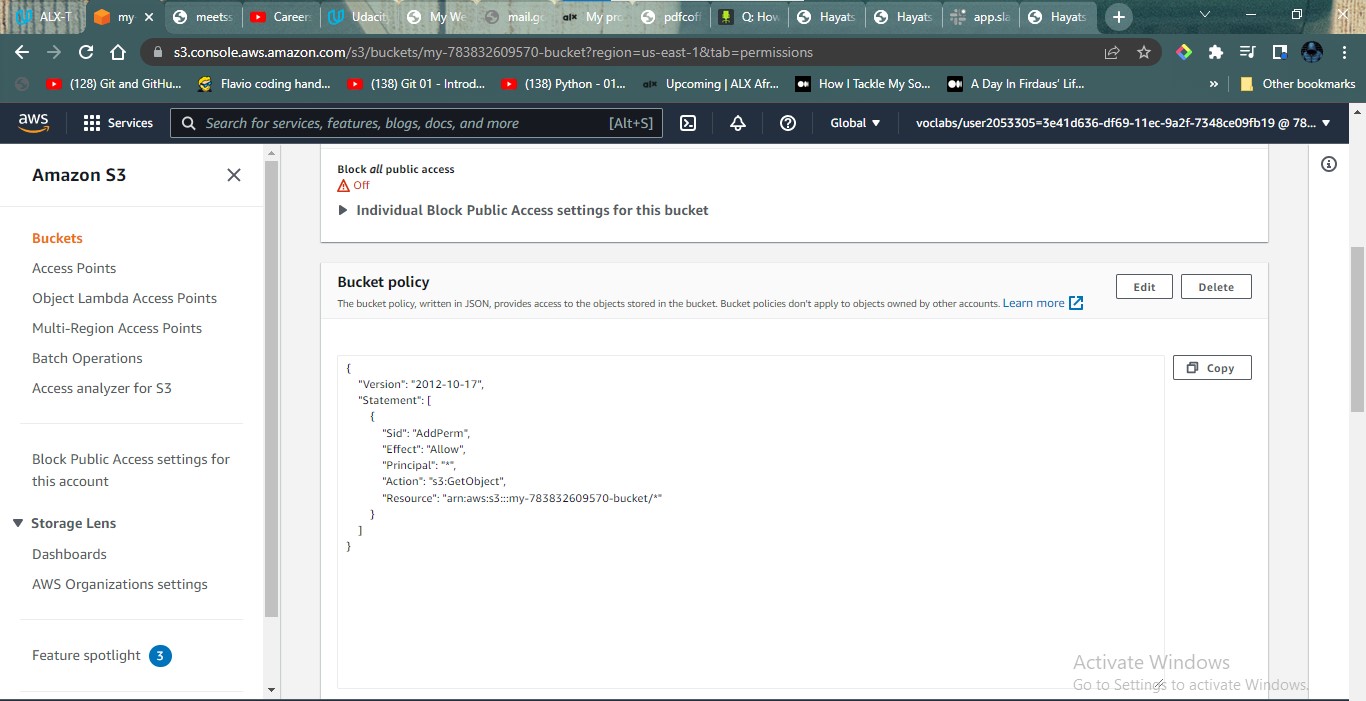 ALX-T
my
meetss
Career
Udacit
My We
mail.go
alx My pro
pdfcoff
Q: How
Hayats
Hayats
app.sla
Hayats
s3.console.aws.amazon.com/s3/buckets/my-783832609570-bucket?region=us-east-1&tab=permissions
(128) Git and GitHu...
Flavio coding hand...
(138) Git 01 - Introd...
(138) Python - 01...
alx Upcoming | ALX Afr...
How I Tackle My So...
A Day In Firdaus' Lif...
»
Other bookmarks
aws
Services
Search for services, features, blogs, docs, and more [Alt+S]
Global
voclabs/user2053305=3e41d636-df69-11ec-9a2f-7348ce09fb19 @ 78...
Amazon S3
Buckets
Access Points
Object Lambda Access Points
Multi-Region Access Points
Batch Operations
Access analyzer for S3
Block Public Access settings for
this account
Storage Lens
Dashboards
AWS Organizations settings
Feature spotlight 3
Block all public access
Off
Individual Block Public Access settings for this bucket
Bucket policy
The bucket policy, written in JSON, provides access to the objects stored in the bucket. Bucket policies don't apply to objects owned by other accounts. Learn more
Edit
Delete
Copy
{
"Version": "2012-10-17",
"Statement": [
{
"Sid": "AddPerm",
"Effect": "Allow",
"Principal": "*",
"Action": "s3:GetObject",
"Resource": "arn:aws:s3:::my-783832609570-bucket/*"
}
]
}
Activate Windows
Go to Settings to activate Windows.